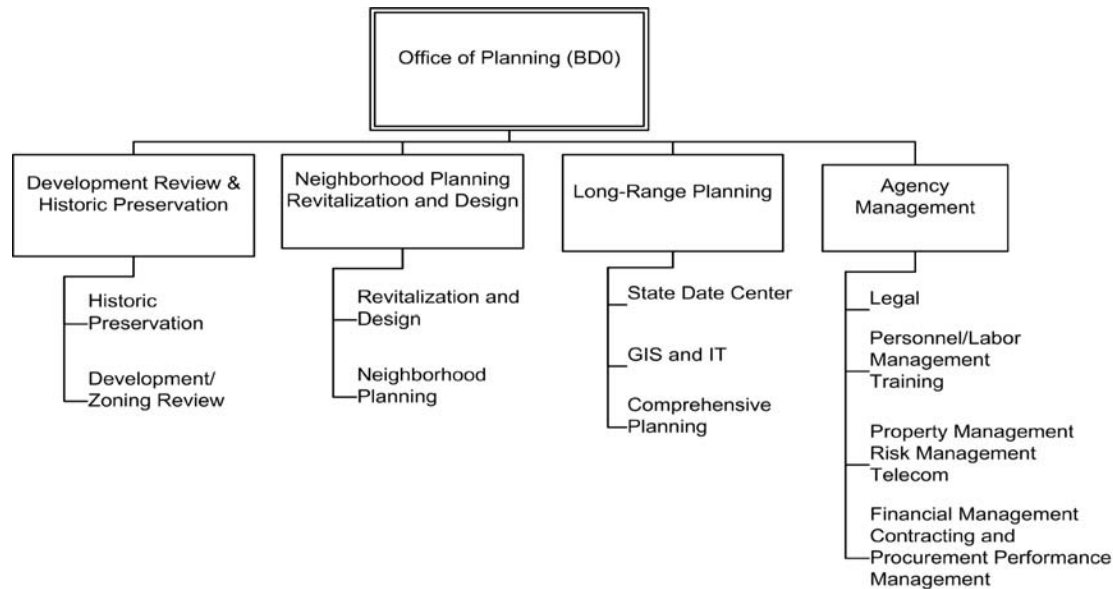 Office of Planning (BD0)
Development Review &
Historic Preservation
Neighborhood Planning
Revitalization and Design
Long-Range Planning
Agency
Management
Historic
Preservation
Development/
Zoning Review
Revitalization and
Design
Neighborhood
Planning
State Date Center
GIS and IT
Comprehensive
Planning
Legal
Personnel/Labor
Management
Training
Property Management
Risk Management
Telecom
Financial Management
Contracting and
Procurement Performance
Management